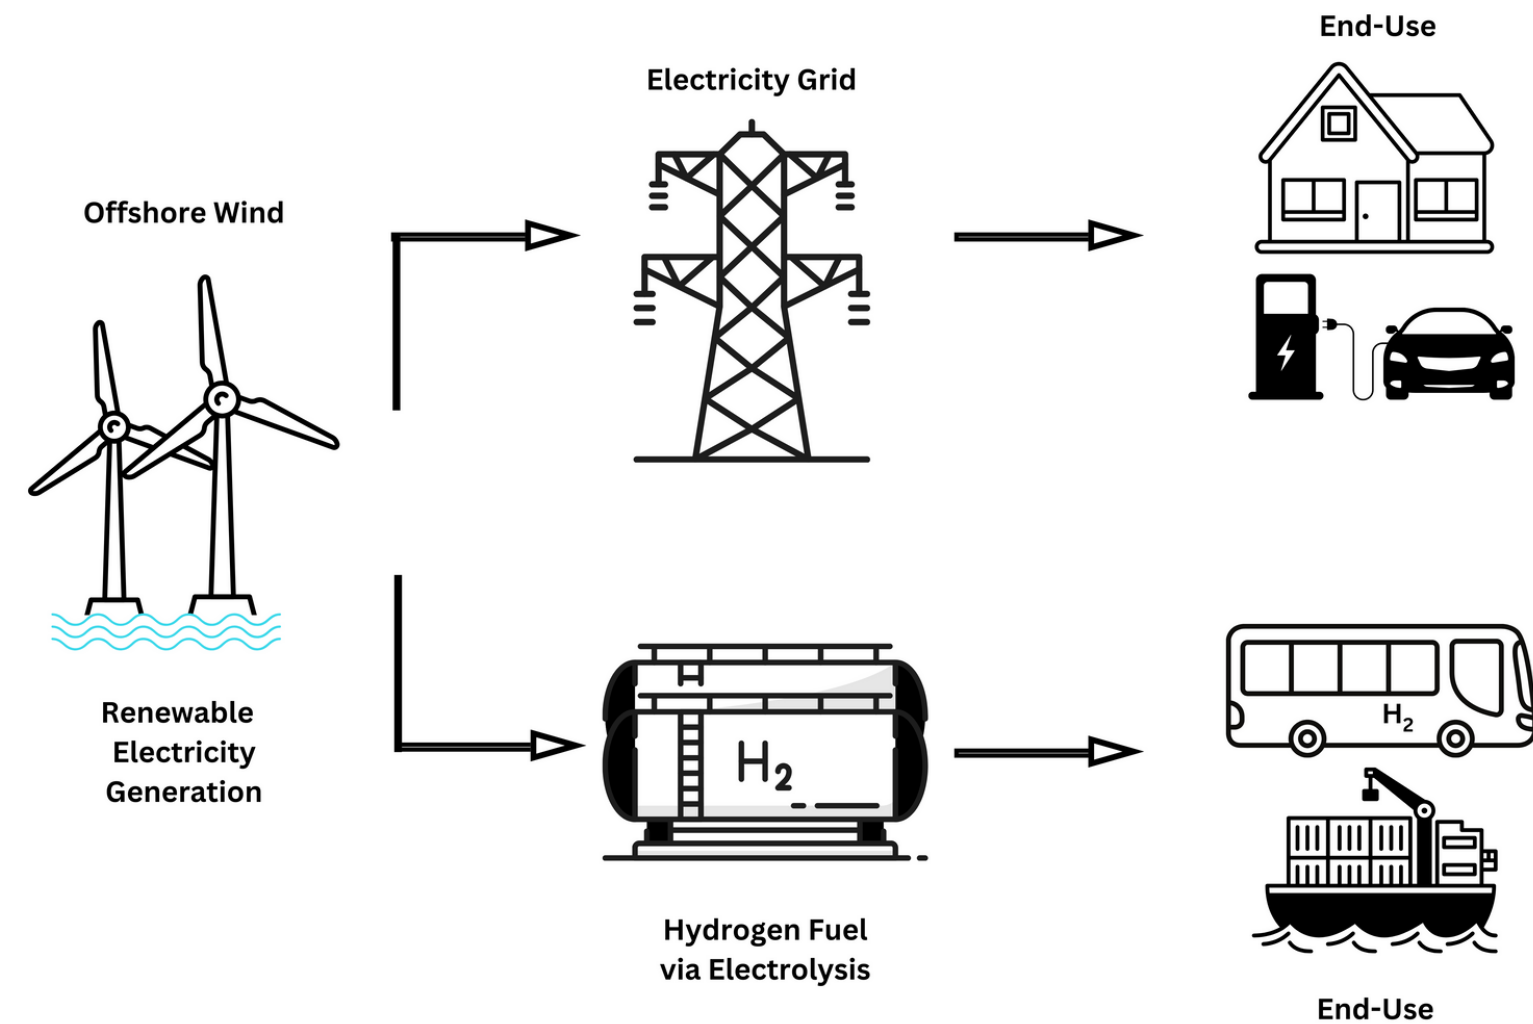 End-Use
Electricity Grid
Offshore Wind
Renewable
Electricity
Generation
H₂
H₂
Hydrogen Fuel
via Electrolysis
End-Use